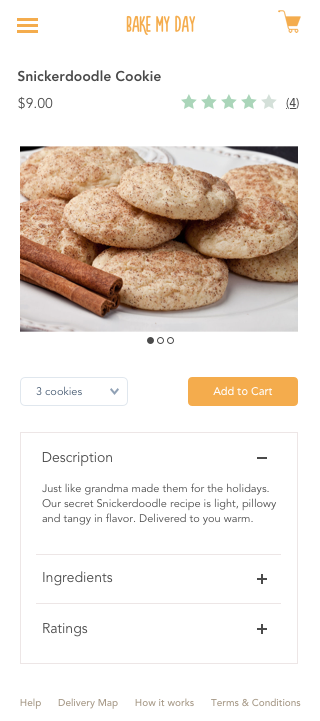 BAKE MY DAY
Snickerdoodle Cookie
$9.00
(4)
3 cookies
Add to Cart
Description
Just like grandma made them for the holidays.
Our secret Snickerdoodle recipe is light, pillowy
and tangy in flavor. Delivered to you warm.
Ingredients
Ratings
Help Delivery Map How it works Terms & Conditions